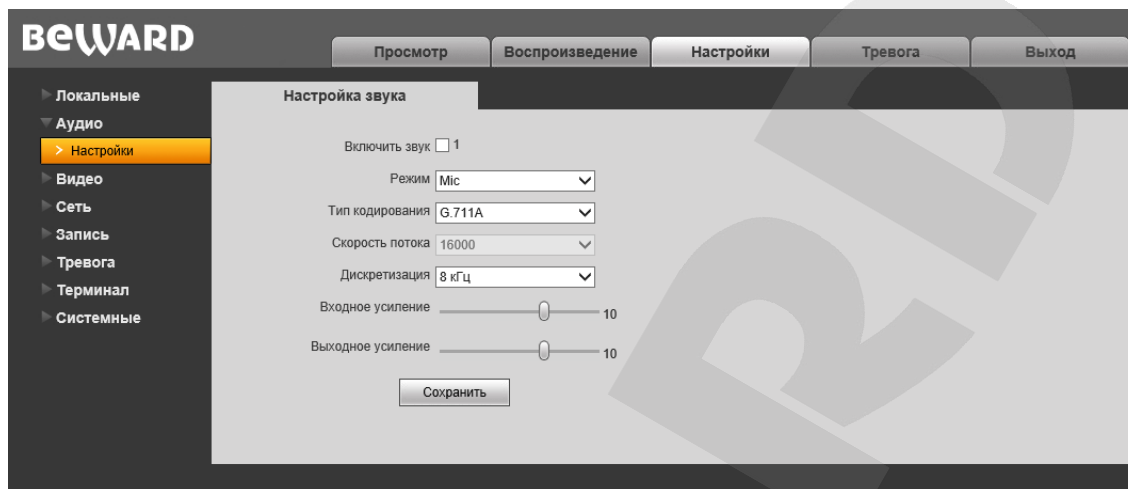 BEWARD
Просмотр Воспроизведение Настройки Тревога Выход
Локальные
Аудио
> Настройки
Видео
Сеть
Запись
Тревога
Терминал
Системные
Настройка звука
Включить звук 1
Режим Mic
Тип кодирования G.711A
Скорость потока 16000
Дискретизация 8 кГц
Входное усиление 10
Выходное усиление 10
Сохранить